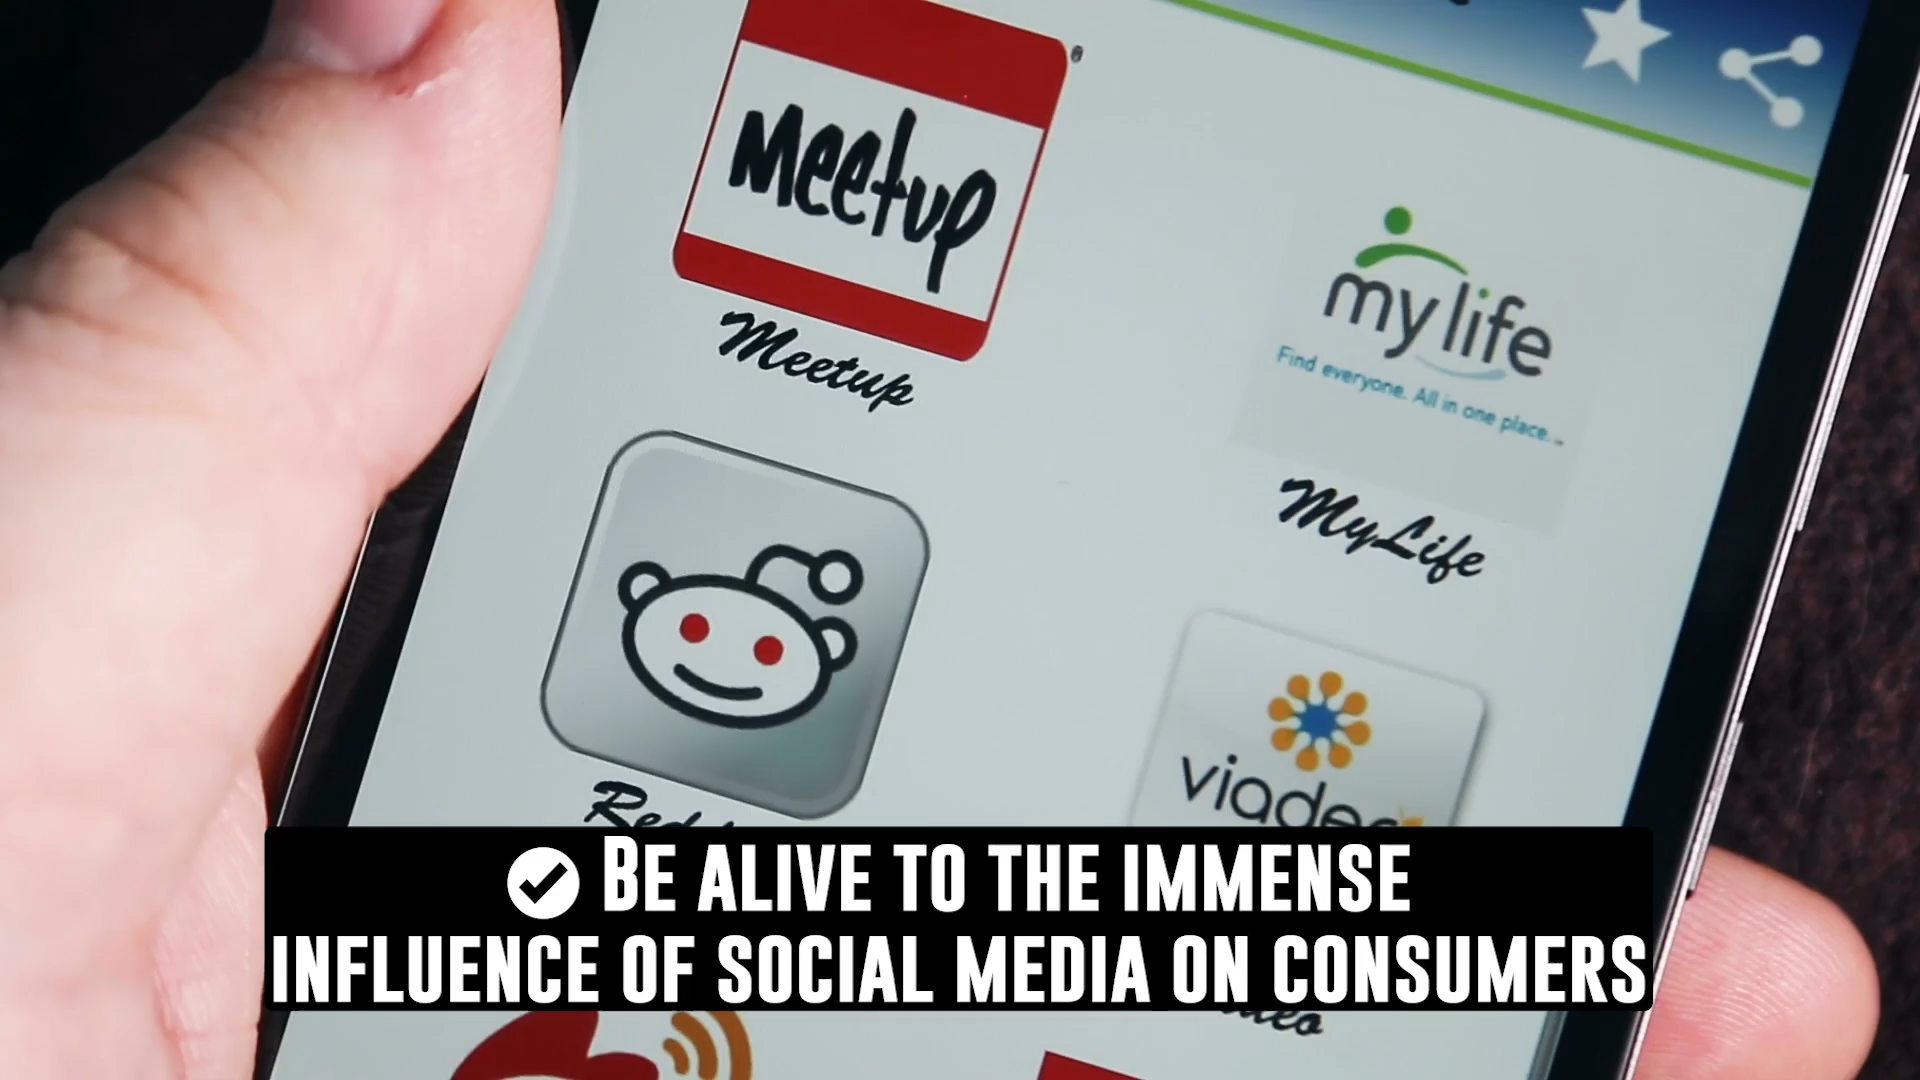 meetup
®
Meetup
my life
Find everyone. All in one place.™
MyLife
viadeo
BE ALIVE TO THE IMMENSE
INFLUENCE OF SOCIAL MEDIA ON CONSUMERS